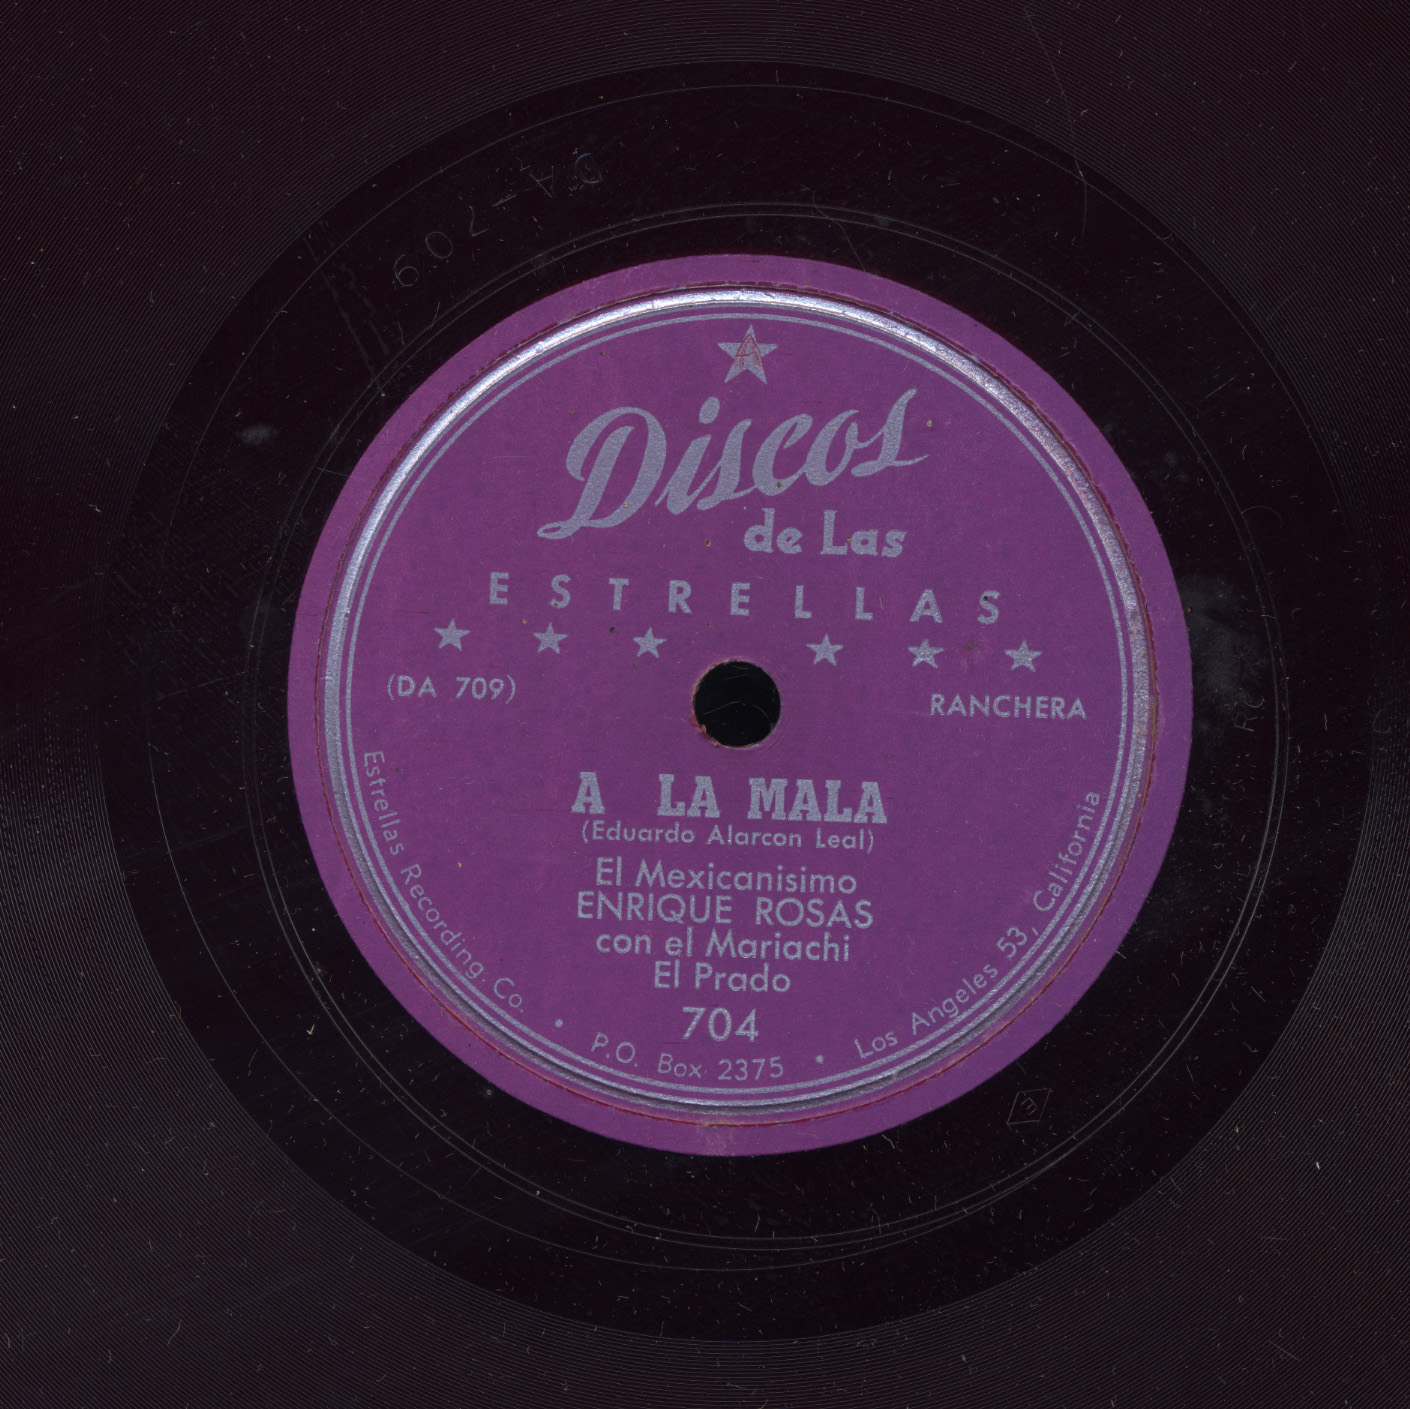 DA-709
A
Discos
de Las
ESTRELLAS
(DA 709)
RANCHERA
A LA MALA
(Eduardo Alarcon Leal)
El Mexicanisimo
ENRIQUE ROSAS
con el Mariachi
El Prado
704
Estrellas Recording. Co. • P.O. Box 2375 • Los Angeles 53, California
RC